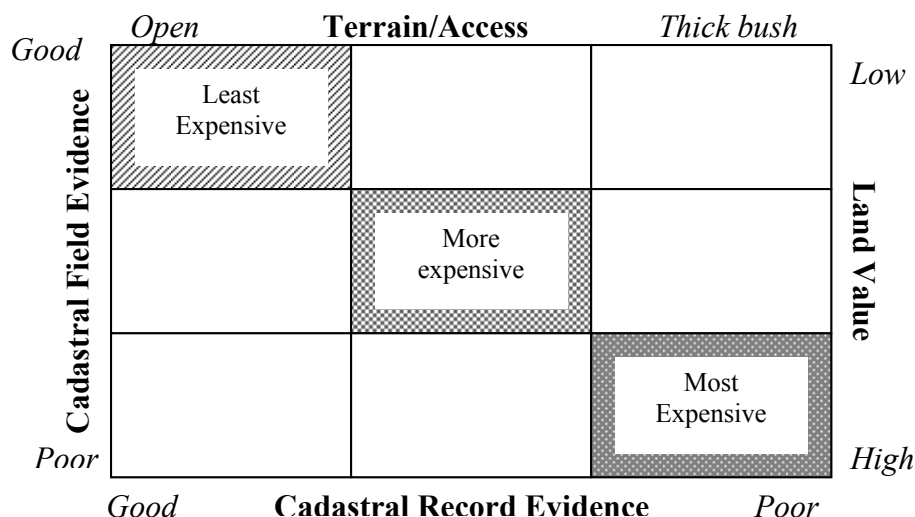 Open Terrain/Access Thick bush
Good
Low
Least
Expensive
Cadastral Field Evidence
Land Value
More
expensive
Most
Expensive
Poor
High
Good Cadastral Record Evidence Poor